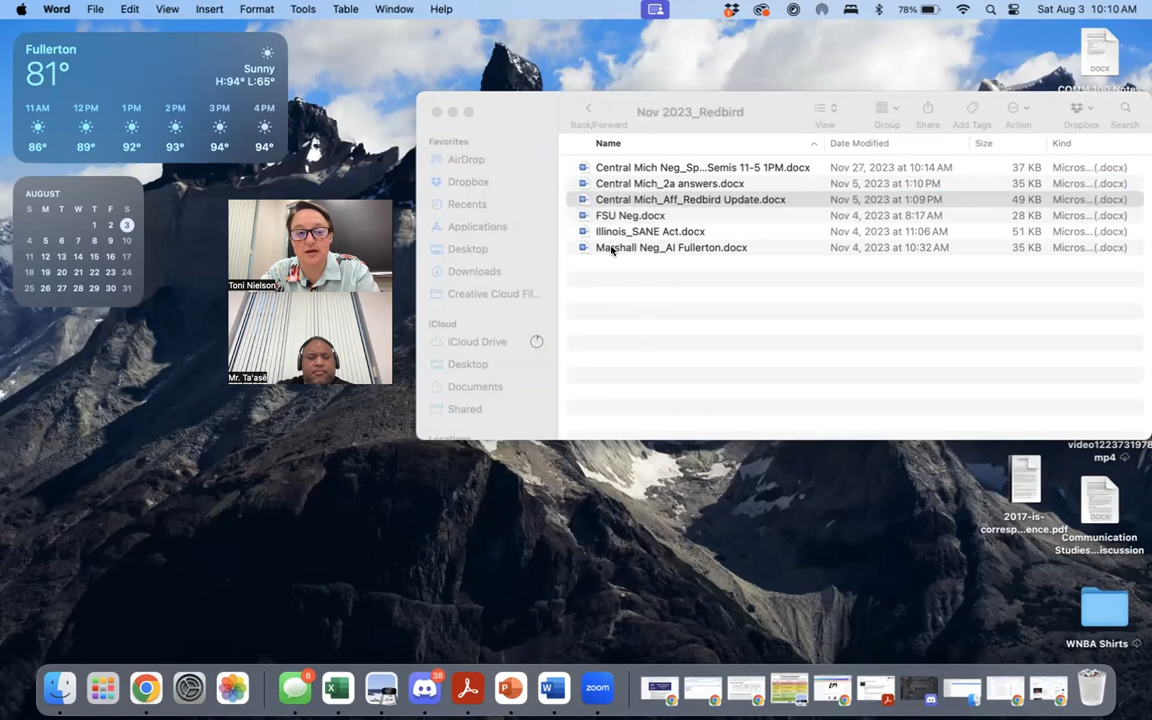 Word File Edit View Insert Format Tools Table Window Help 78% Sat Aug 3 10:10 AM
Fullerton
81°
Sunny
H:94° L:65°
11 AM 12 PM 1 PM 2 PM 3 PM 4 PM
86° 89° 92° 93° 94° 94°
AUGUST
S M T W T F S
1 2 3
4 5 6 7 8 9 10
11 12 13 14 15 16 17
18 19 20 21 22 23 24
25 26 27 28 29 30 31
Toni Nielson
Mr. Ta'ase
Nov 2023_Redbird
Back/Forward View Group Share Add Tags Action Dropbox Search
Favorites
AirDrop
Dropbox
Recents
Applications
Desktop
Downloads
Creative Cloud Fil...
iCloud
iCloud Drive
Desktop
Documents
Shared
Name Date Modified Size Kind
Central Mich Neg_Sp...Semis 11-5 1PM.docx Nov 27, 2023 at 10:14 AM 37 KB Micros...(.docx)
Central Mich_2a answers.docx Nov 5, 2023 at 1:10 PM 35 KB Micros...(.docx)
Central Mich_Aff_Redbird Update.docx Nov 5, 2023 at 1:09 PM 49 KB Micros...(.docx)
FSU Neg.docx Nov 4, 2023 at 8:17 AM 28 KB Micros...(.docx)
Illinois_SANE Act.docx Nov 4, 2023 at 11:06 AM 51 KB Micros...(.docx)
Marshall Neg_AI Fullerton.docx Nov 4, 2023 at 10:32 AM 35 KB Micros...(.docx)
DOCX
video1223731978
mp4
2017-is-
corresp...ence.pdf
DOCX
Communication
Studies...iscussion
WNBA Shirts
6
38
zoom